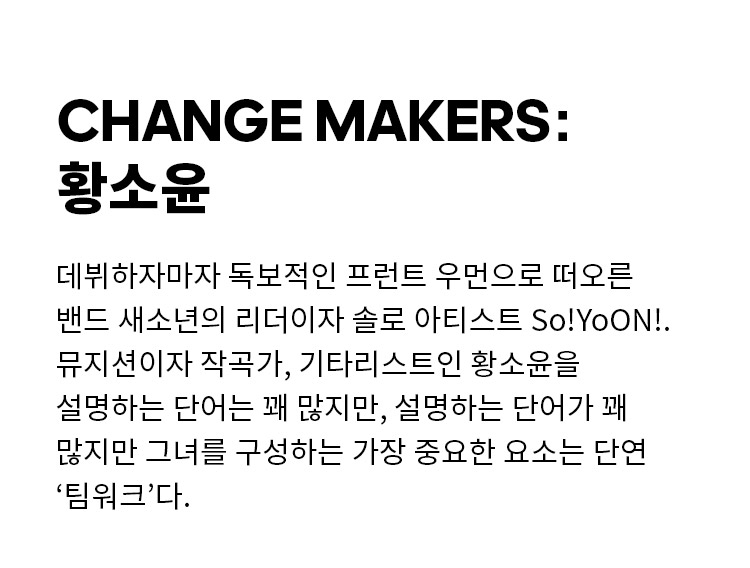 CHANGE MAKERS:
황소윤
데뷔하자마자 독보적인 프런트 우먼으로 떠오른
밴드 새소년의 리더이자 솔로 아티스트 So!YoON!.
뮤지션이자 작곡가, 기타리스트인 황소윤을
설명하는 단어는 꽤 많지만, 설명하는 단어가 꽤
많지만 그녀를 구성하는 가장 중요한 요소는 단연
‘팀워크’다.